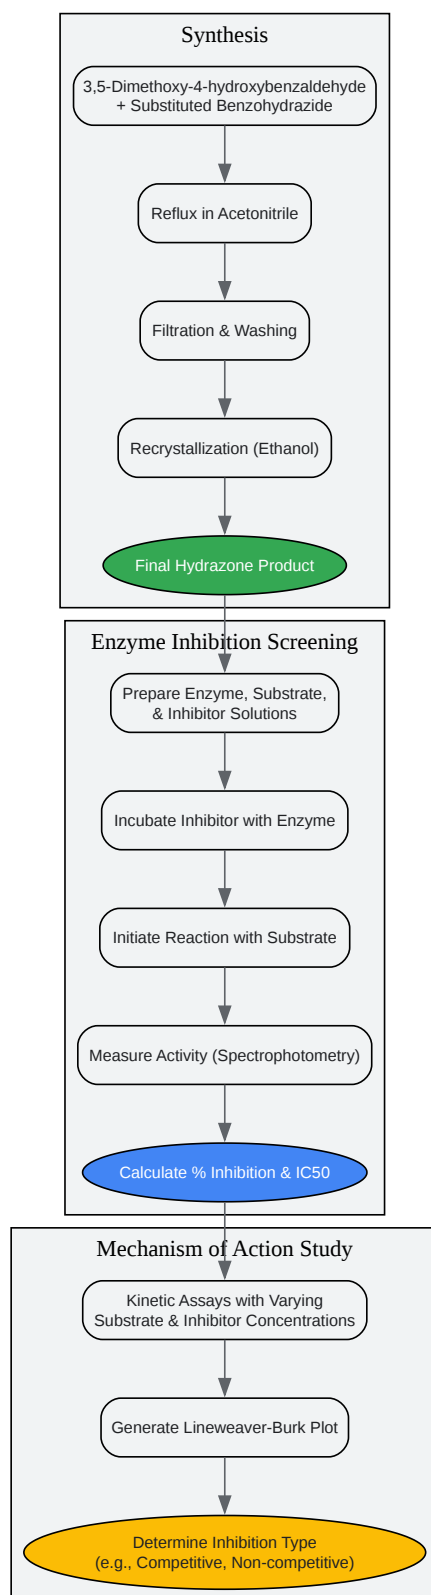 Synthesis
3,5-Dimethoxy-4-hydroxybenzaldehyde
+ Substituted Benzohydrazide
Reflux in Acetonitrile
Filtration & Washing
Recrystallization (Ethanol)
Final Hydrazone Product
Enzyme Inhibition Screening
Prepare Enzyme, Substrate,
& Inhibitor Solutions
Incubate Inhibitor with Enzyme
Initiate Reaction with Substrate
Measure Activity (Spectrophotometry)
Calculate % Inhibition & IC50
Mechanism of Action Study
Kinetic Assays with Varying
Substrate & Inhibitor Concentrations
Generate Lineweaver-Burk Plot
Determine Inhibition Type
(e.g., Competitive, Non-competitive)